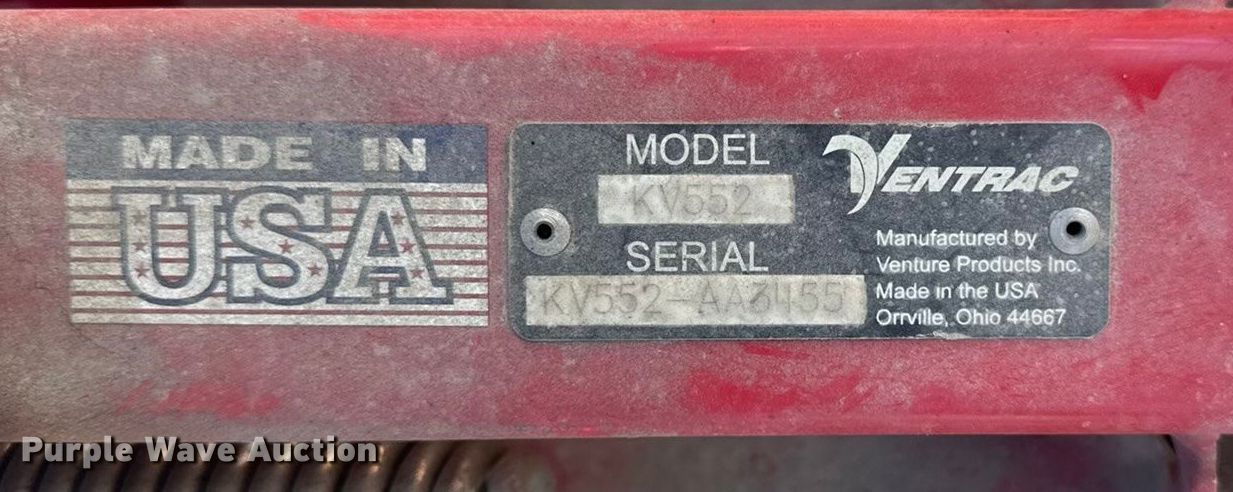 MADE IN
USA
MODEL
KV552
SERIAL
KV552-AA3455
VENTRAC
Manufactured by
Venture Products Inc.
Made in the USA
Orrville, Ohio 44667
Purple Wave Auction